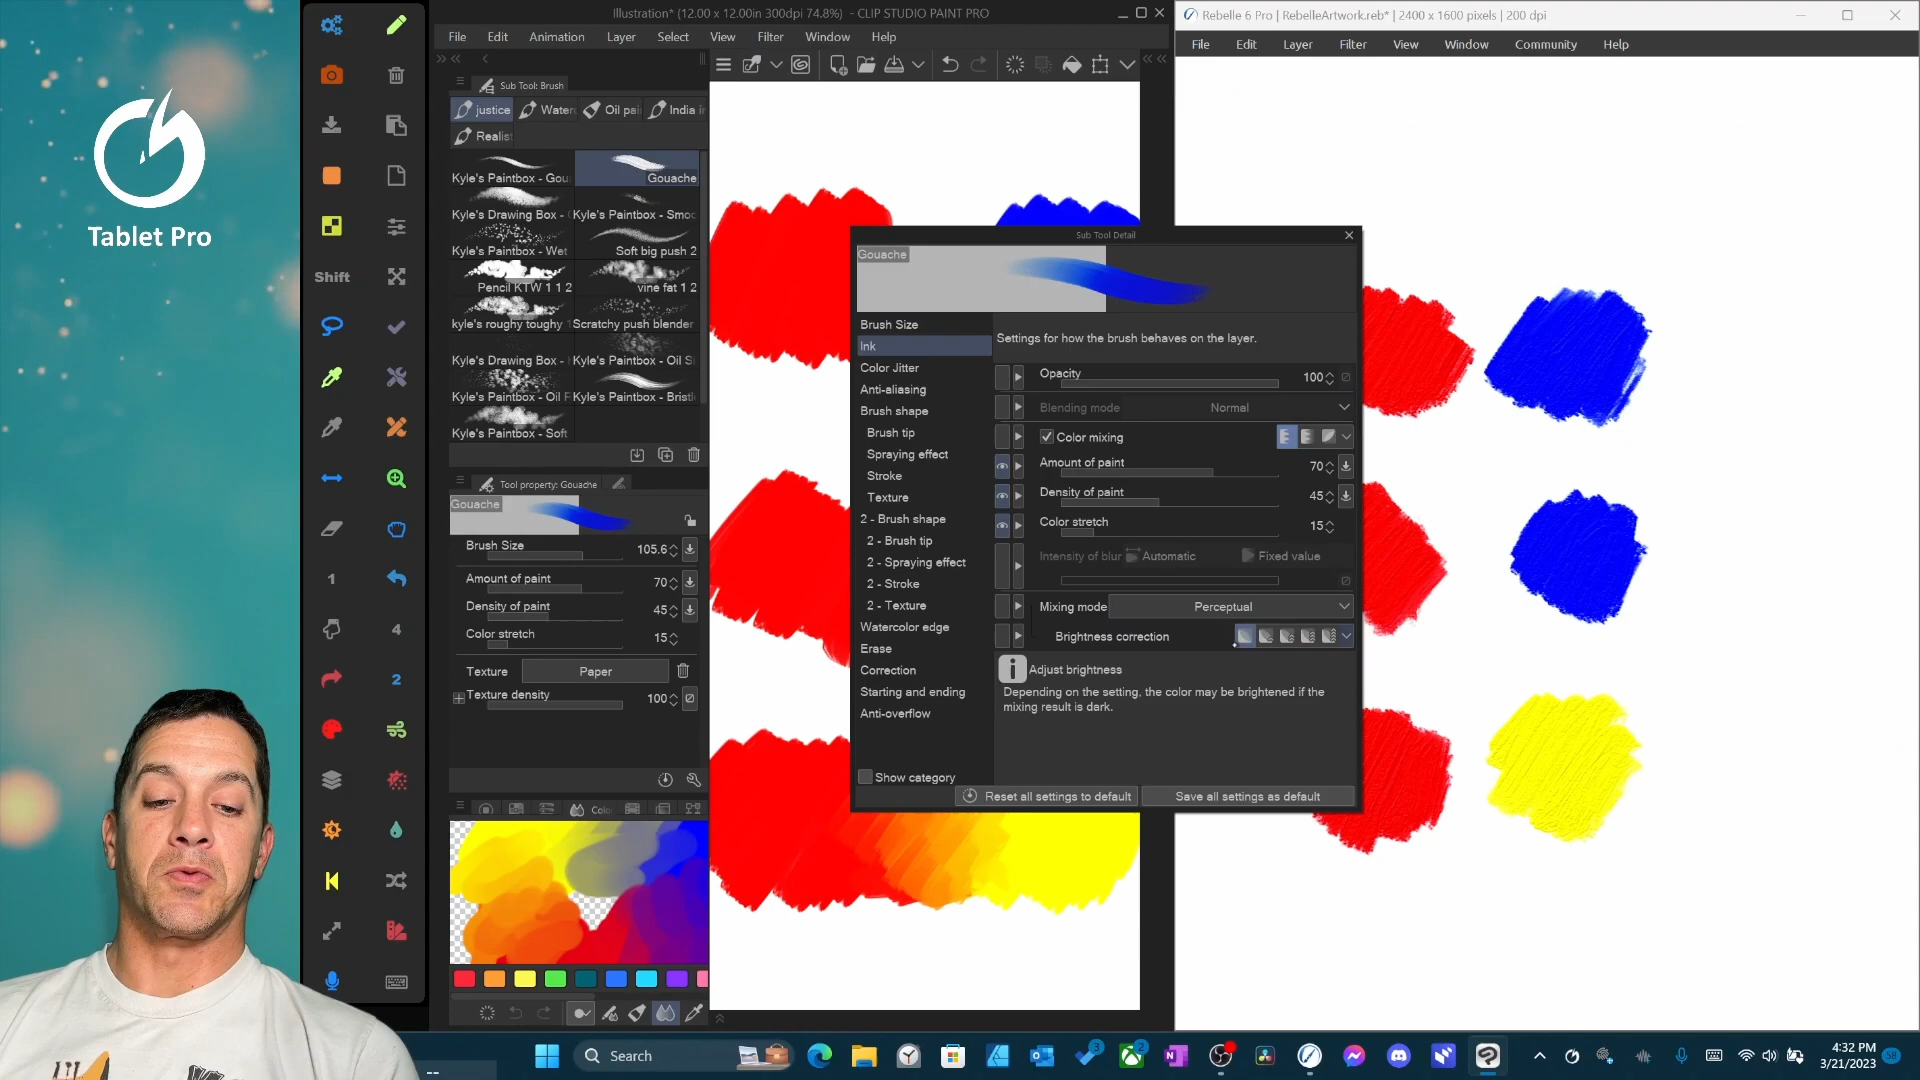 Tablet Pro
Shift
1
4
2
Illustration* (12.00 x 12.00in 300dpi 74.8%) - CLIP STUDIO PAINT PRO
File Edit Animation Layer Select View Filter Window Help
Sub Tool: Brush
justice Water Oil pai India i
Realis
Kyle's Paintbox - Gou Gouache
Kyle's Drawing Box - Kyle's Paintbox - Smo
Kyle's Paintbox - Wet Soft big push 2
Pencil KTW 1 1 2 vine fat 1 2
kyle's roughy toughy Scratchy push blender
Kyle's Drawing Box - Kyle's Paintbox - Oil S
Kyle's Paintbox - Oil F Kyle's Paintbox - Brist
Kyle's Paintbox - Soft
Tool property: Gouache
Gouache
Brush Size 105.6
Amount of paint 70
Density of paint 45
Color stretch 15
Texture Paper
Texture density 100
Colo
Sub Tool Detail
Gouache
Brush Size
Ink
Color Jitter
Anti-aliasing
Brush shape
Brush tip
Spraying effect
Stroke
Texture
2 - Brush shape
2 - Brush tip
2 - Spraying effect
2 - Stroke
2 - Texture
Watercolor edge
Erase
Correction
Starting and ending
Anti-overflow
Show category
Settings for how the brush behaves on the layer.
Opacity 100
Blending mode Normal
Color mixing
Amount of paint 70
Density of paint 45
Color stretch 15
Intensity of blur Automatic Fixed value
Mixing mode Perceptual
Brightness correction
Adjust brightness
Depending on the setting, the color may be brightened if the
mixing result is dark.
Reset all settings to default Save all settings as default
Rebelle 6 Pro | RebelleArtwork.reb* | 2400 x 1600 pixels | 200 dpi
File Edit Layer Filter View Window Community Help
Search
3
2
4:32 PM
3/21/2023